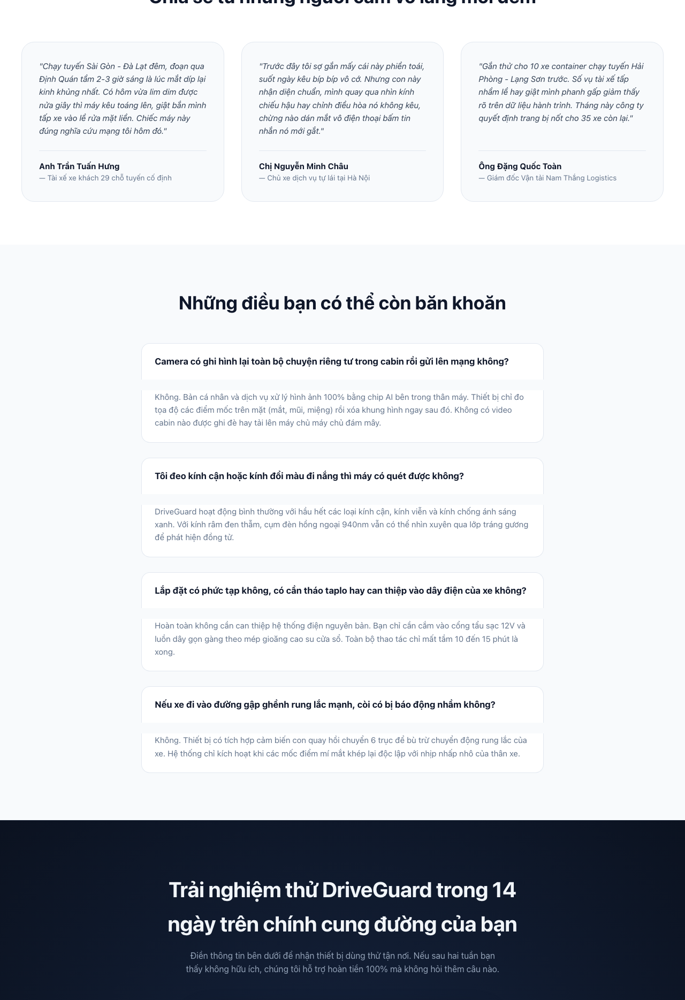 Chia sẻ từ những người cầm vô lăng mỗi đêm
"Chạy tuyến Sài Gòn - Đà Lạt đêm, đoạn qua
Định Quán tầm 2-3 giờ sáng là lúc mắt díp lại
kinh khủng nhất. Có hôm vừa lim dim được
nửa giây thì máy kêu toáng lên, giật bắn mình
tấp xe vào lề rửa mặt liền. Chiếc máy này
đúng nghĩa cứu mạng tôi hôm đó."
Anh Trần Tuấn Hưng
— Tài xế xe khách 29 chỗ tuyến cố định
"Trước đây tôi sợ gắn mấy cái này phiền toái,
suốt ngày kêu bíp bíp vô cớ. Nhưng con này
nhận diện chuẩn, mình quay qua nhìn kính
chiếu hậu hay chỉnh điều hòa nó không kêu,
chừng nào dán mắt vô điện thoại bấm tin
nhắn nó mới gắt."
Chị Nguyễn Minh Châu
— Chủ xe dịch vụ tự lái tại Hà Nội
"Gắn thử cho 10 xe container chạy tuyến Hải
Phòng - Lạng Sơn trước. Số vụ tài xế tấp
nhầm lề hay giật mình phanh gấp giảm thấy
rõ trên dữ liệu hành trình. Tháng này công ty
quyết định trang bị nốt cho 35 xe còn lại."
Ông Đặng Quốc Toàn
— Giám đốc Vận tải Nam Thắng Logistics
Những điều bạn có thể còn băn khoăn
Camera có ghi hình lại toàn bộ chuyện riêng tư trong cabin rồi gửi lên mạng không?
Không. Bản cá nhân và dịch vụ xử lý hình ảnh 100% bằng chip AI bên trong thân máy. Thiết bị chỉ đo
tọa độ các điểm mốc trên mặt (mắt, mũi, miệng) rồi xóa khung hình ngay sau đó. Không có video
cabin nào được ghi đè hay tải lên máy chủ máy chủ đám mây.
Tôi đeo kính cận hoặc kính đổi màu đi nắng thì máy có quét được không?
DriveGuard hoạt động bình thường với hầu hết các loại kính cận, kính viễn và kính chống ánh sáng
xanh. Với kính râm đen thẫm, cụm đèn hồng ngoại 940nm vẫn có thể nhìn xuyên qua lớp tráng gương
để phát hiện đồng tử.
Lắp đặt có phức tạp không, có cần tháo taplo hay can thiệp vào dây điện của xe không?
Hoàn toàn không cần can thiệp hệ thống điện nguyên bản. Bạn chỉ cần cắm vào cổng tẩu sạc 12V và
luồn dây gọn gàng theo mép gioăng cao su cửa sổ. Toàn bộ thao tác chỉ mất tầm 10 đến 15 phút là
xong.
Nếu xe đi vào đường gập ghềnh rung lắc mạnh, còi có bị báo động nhầm không?
Không. Thiết bị có tích hợp cảm biến con quay hồi chuyển 6 trục để bù trừ chuyển động rung lắc của
xe. Hệ thống chỉ kích hoạt khi các mốc điểm mí mắt khép lại độc lập với nhịp nhấp nhô của thân xe.
Trải nghiệm thử DriveGuard trong 14
ngày trên chính cung đường của bạn
Điền thông tin bên dưới để nhận thiết bị dùng thử tận nơi. Nếu sau hai tuần bạn
thấy không hữu ích, chúng tôi hỗ trợ hoàn tiền 100% mà không hỏi thêm câu nào.